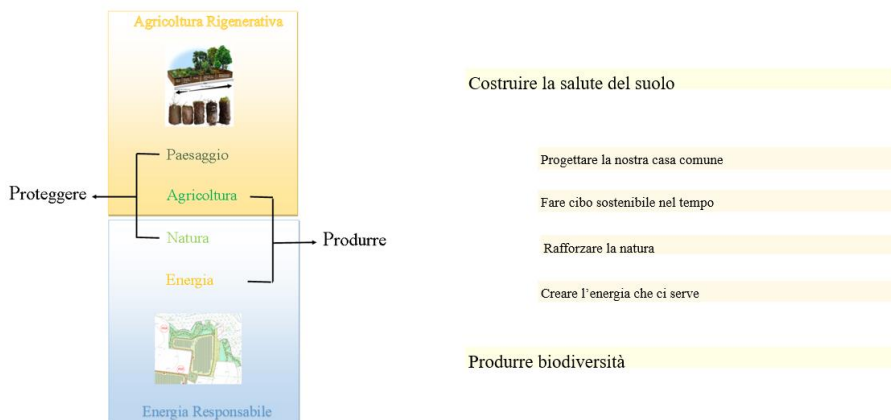 Agricoltura Rigenerativa
Costruire la salute del suolo
Paesaggio
Progettare la nostra casa comune
Proteggere
Agricoltura
Fare cibo sostenibile nel tempo
Natura
Produrre
Rafforzare la natura
Energia
Creare l’energia che ci serve
Produrre biodiversità
Energia Responsabile